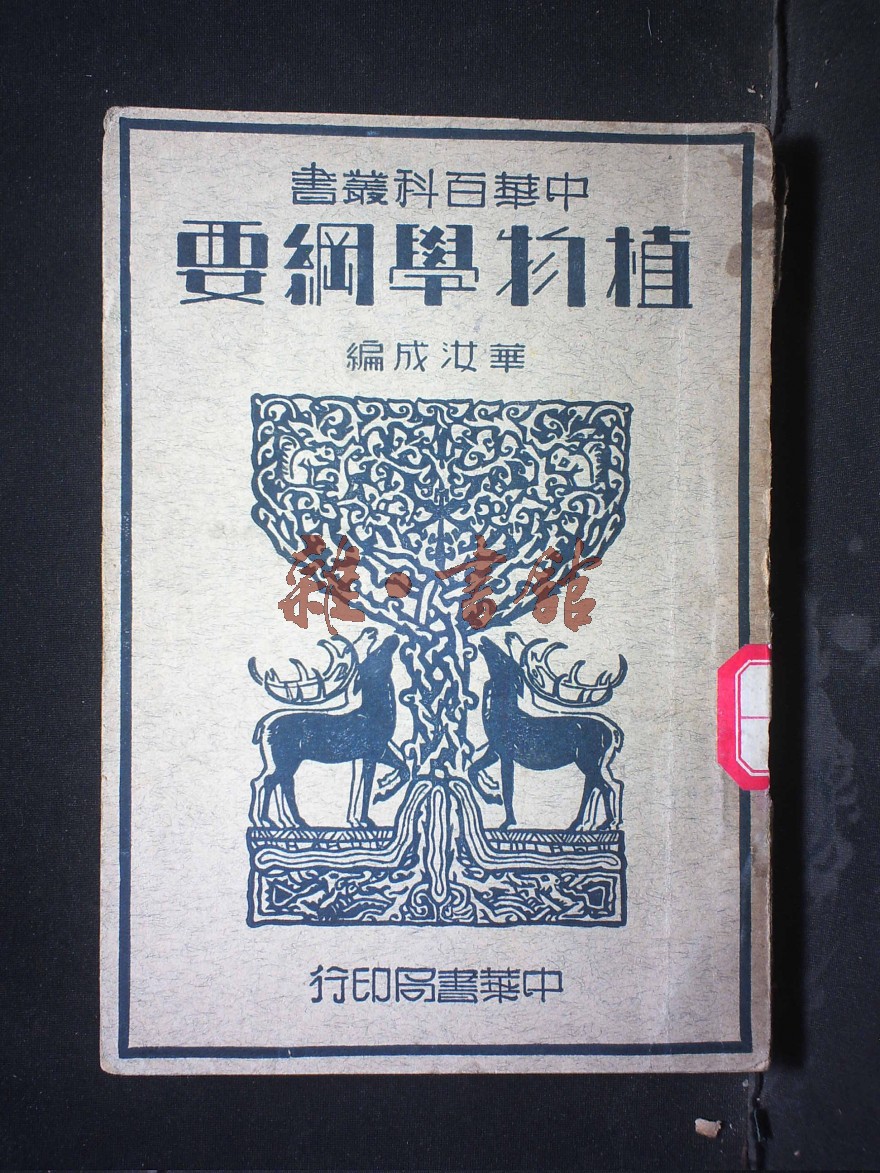 中華百科叢書
植物學綱要
華汝成編
雜·書館
中華書局印行